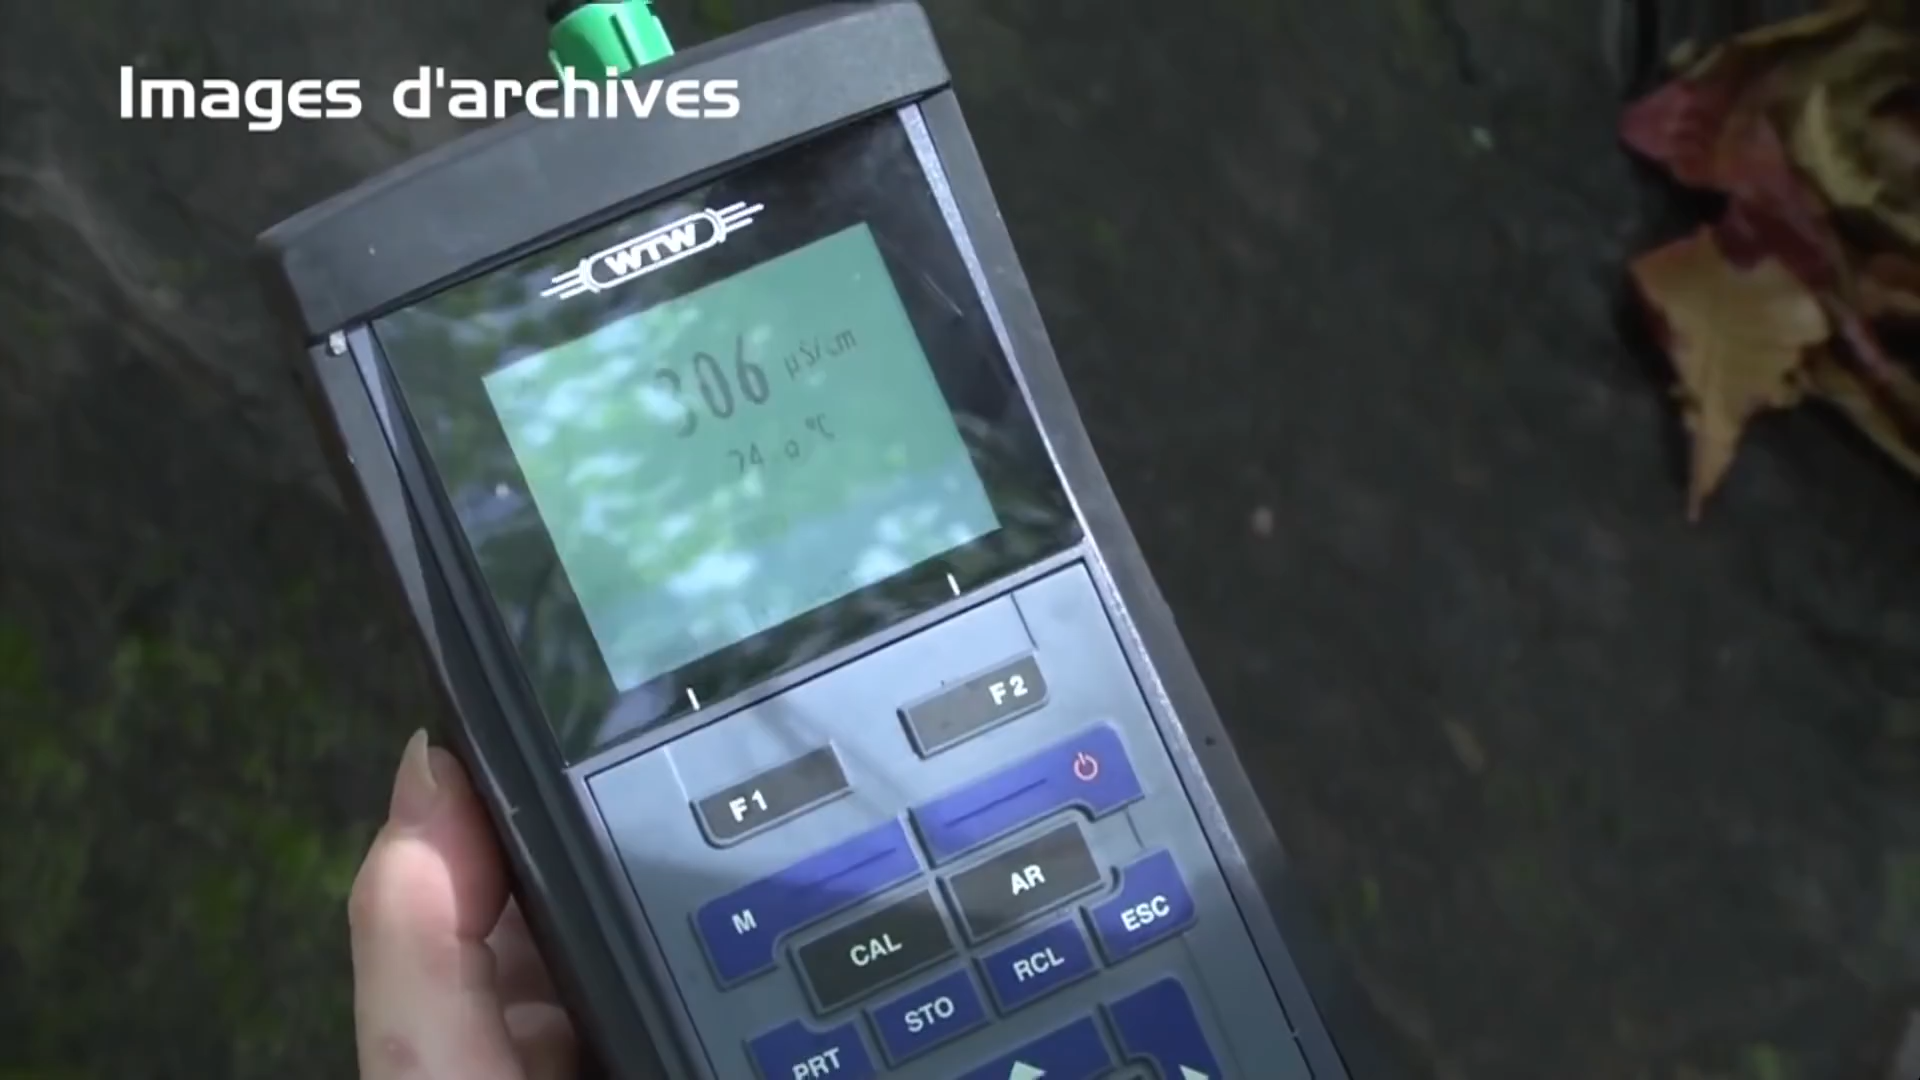 Images d'archives
WTW
306 µS/cm
°C
F1
F2
M
AR
CAL
ESC
RCL
STO
PRT